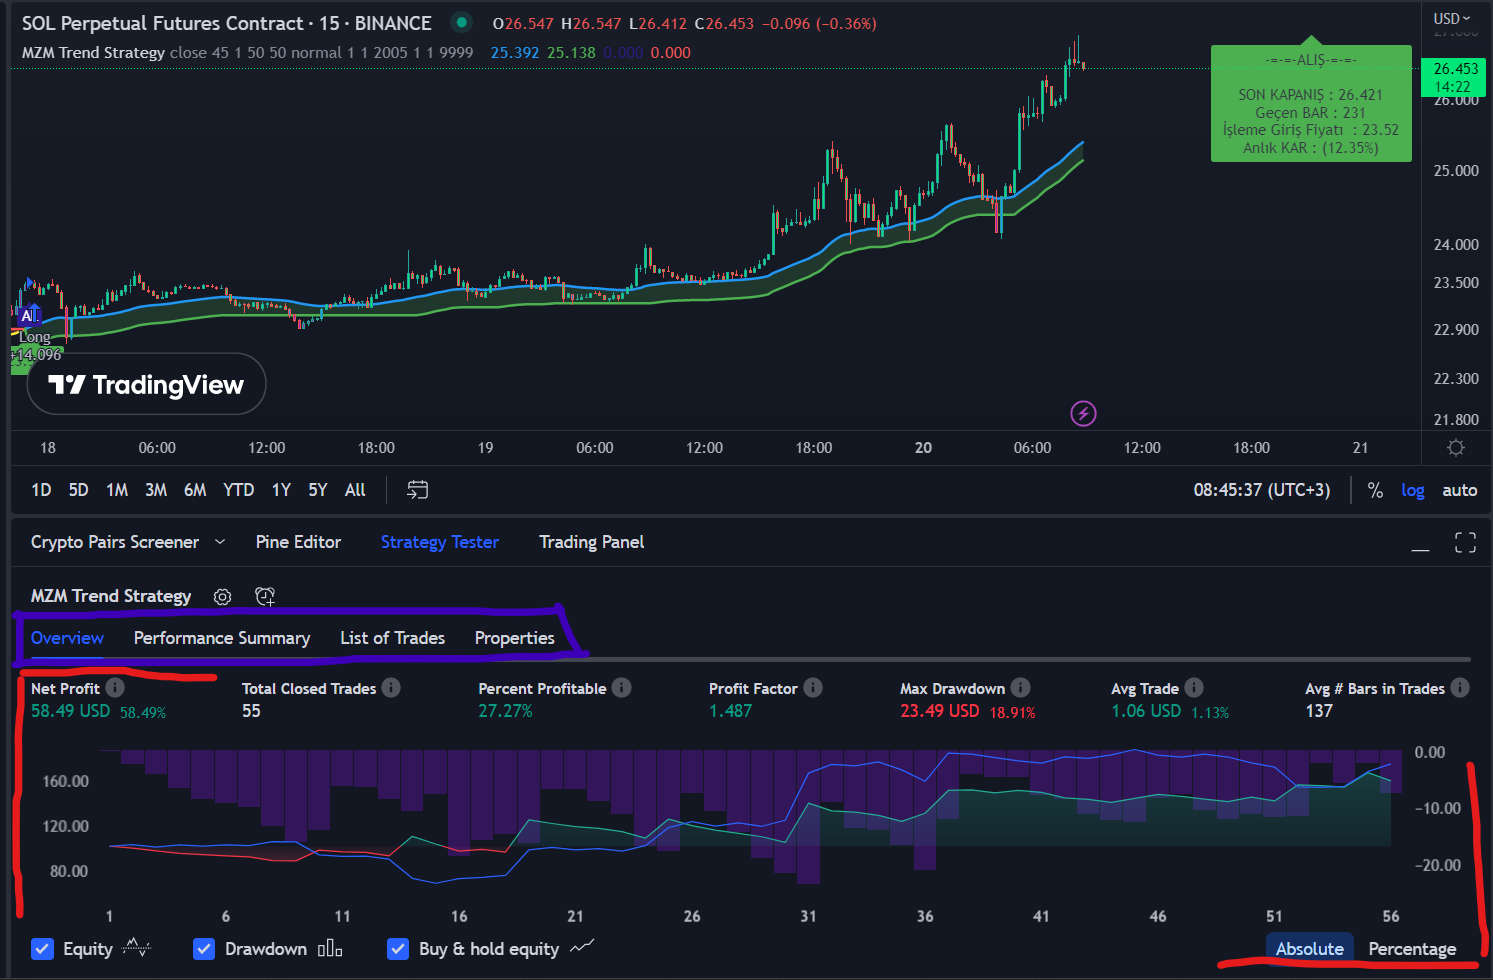 SOL Perpetual Futures Contract · 15 · BINANCE O26.547 H26.547 L26.412 C26.453 −0.096 (−0.36%)
USD
MZM Trend Strategy close 45 1 50 50 normal 1 1 2005 1 1 9999 25.392 25.138 0.000 0.000
-=-=-ALIŞ-=-=-
SON KAPANIŞ : 26.421
Geçen BAR : 231
İşleme Giriş Fiyatı : 23.52
Anlık KAR : (12.35%)
27.000
26.453
14:22
26.000
25.000
24.000
23.500
22.900
22.300
21.800
Long
+14.096
TradingView
18 06:00 12:00 18:00 19 06:00 12:00 18:00 20 06:00 12:00 18:00 21
1D 5D 1M 3M 6M YTD 1Y 5Y All 08:45:37 (UTC+3) % log auto
Crypto Pairs Screener Pine Editor Strategy Tester Trading Panel
MZM Trend Strategy
Overview Performance Summary List of Trades Properties
Net Profit Total Closed Trades Percent Profitable Profit Factor Max Drawdown Avg Trade Avg # Bars in Trades
58.49 USD 58.49% 55 27.27% 1.487 23.49 USD 18.91% 1.06 USD 1.13% 137
160.00
120.00
80.00
0.00
−10.00
−20.00
1 6 11 16 21 26 31 36 41 46 51 56
Equity Drawdown Buy & hold equity Absolute Percentage